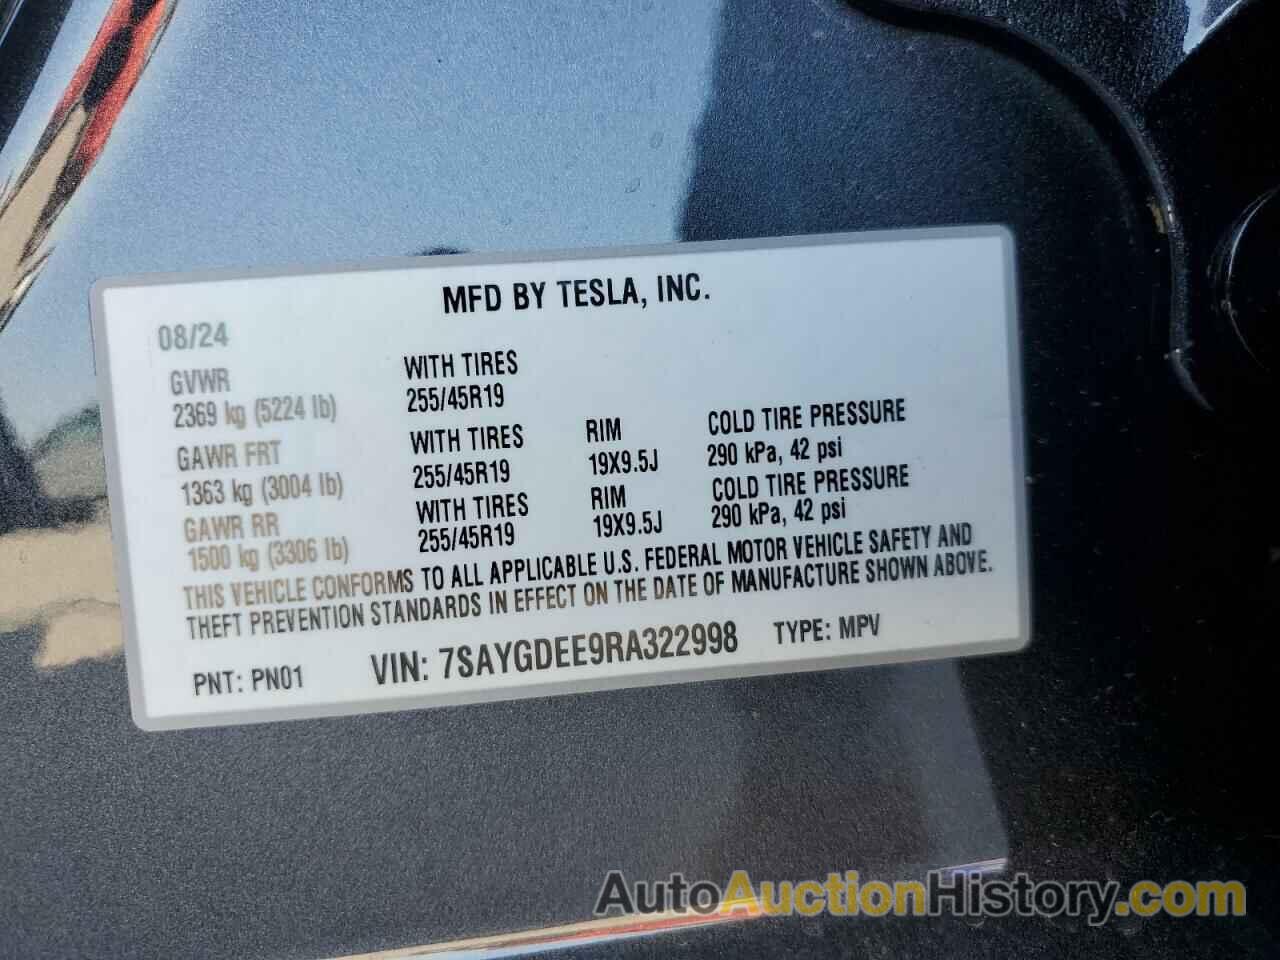 MFD BY TESLA, INC.
08/24
GVWR WITH TIRES
2369 kg (5224 lb) 255/45R19
GAWR FRT WITH TIRES RIM COLD TIRE PRESSURE
1363 kg (3004 lb) 255/45R19 19X9.5J 290 kPa, 42 psi
GAWR RR WITH TIRES RIM COLD TIRE PRESSURE
1500 kg (3306 lb) 255/45R19 19X9.5J 290 kPa, 42 psi
THIS VEHICLE CONFORMS TO ALL APPLICABLE U.S. FEDERAL MOTOR VEHICLE SAFETY AND
THEFT PREVENTION STANDARDS IN EFFECT ON THE DATE OF MANUFACTURE SHOWN ABOVE.
PNT: PN01 VIN: 7SAYGDEE9RA322998 TYPE: MPV
AutoAuctionHistory.com